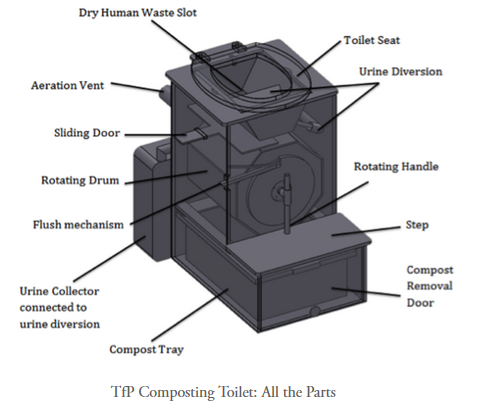 Dry Human Waste Slot
Toilet Seat
Urine Diversion
Aeration Vent
Sliding Door
Rotating Drum
Rotating Handle
Flush mechanism
Step
Compost
Removal
Door
Urine Collector
connected to
urine diversion
Compost Tray
TfP Composting Toilet: All the Parts